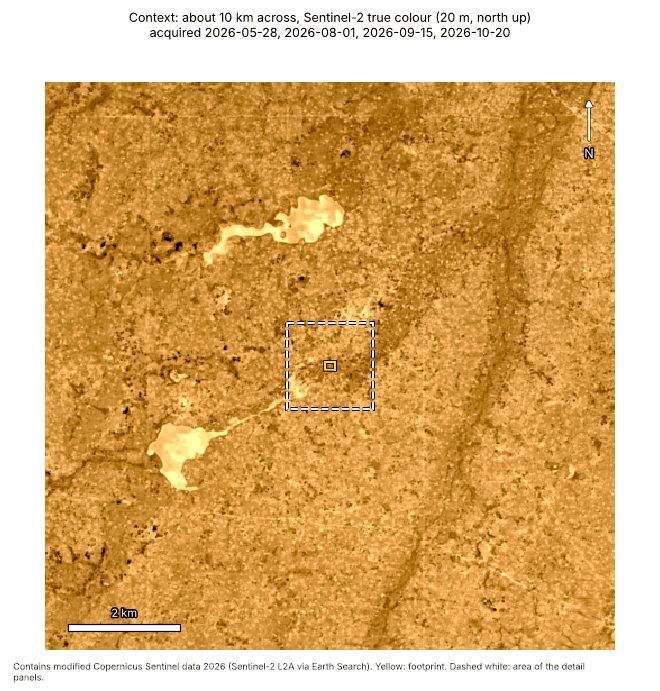 Context: about 10 km across, Sentinel-2 true colour (20 m, north up)
acquired 2026-05-28, 2026-08-01, 2026-09-15, 2026-10-20
N
2 km
Contains modified Copernicus Sentinel data 2026 (Sentinel-2 L2A via Earth Search). Yellow: footprint. Dashed white: area of the detail
panels.